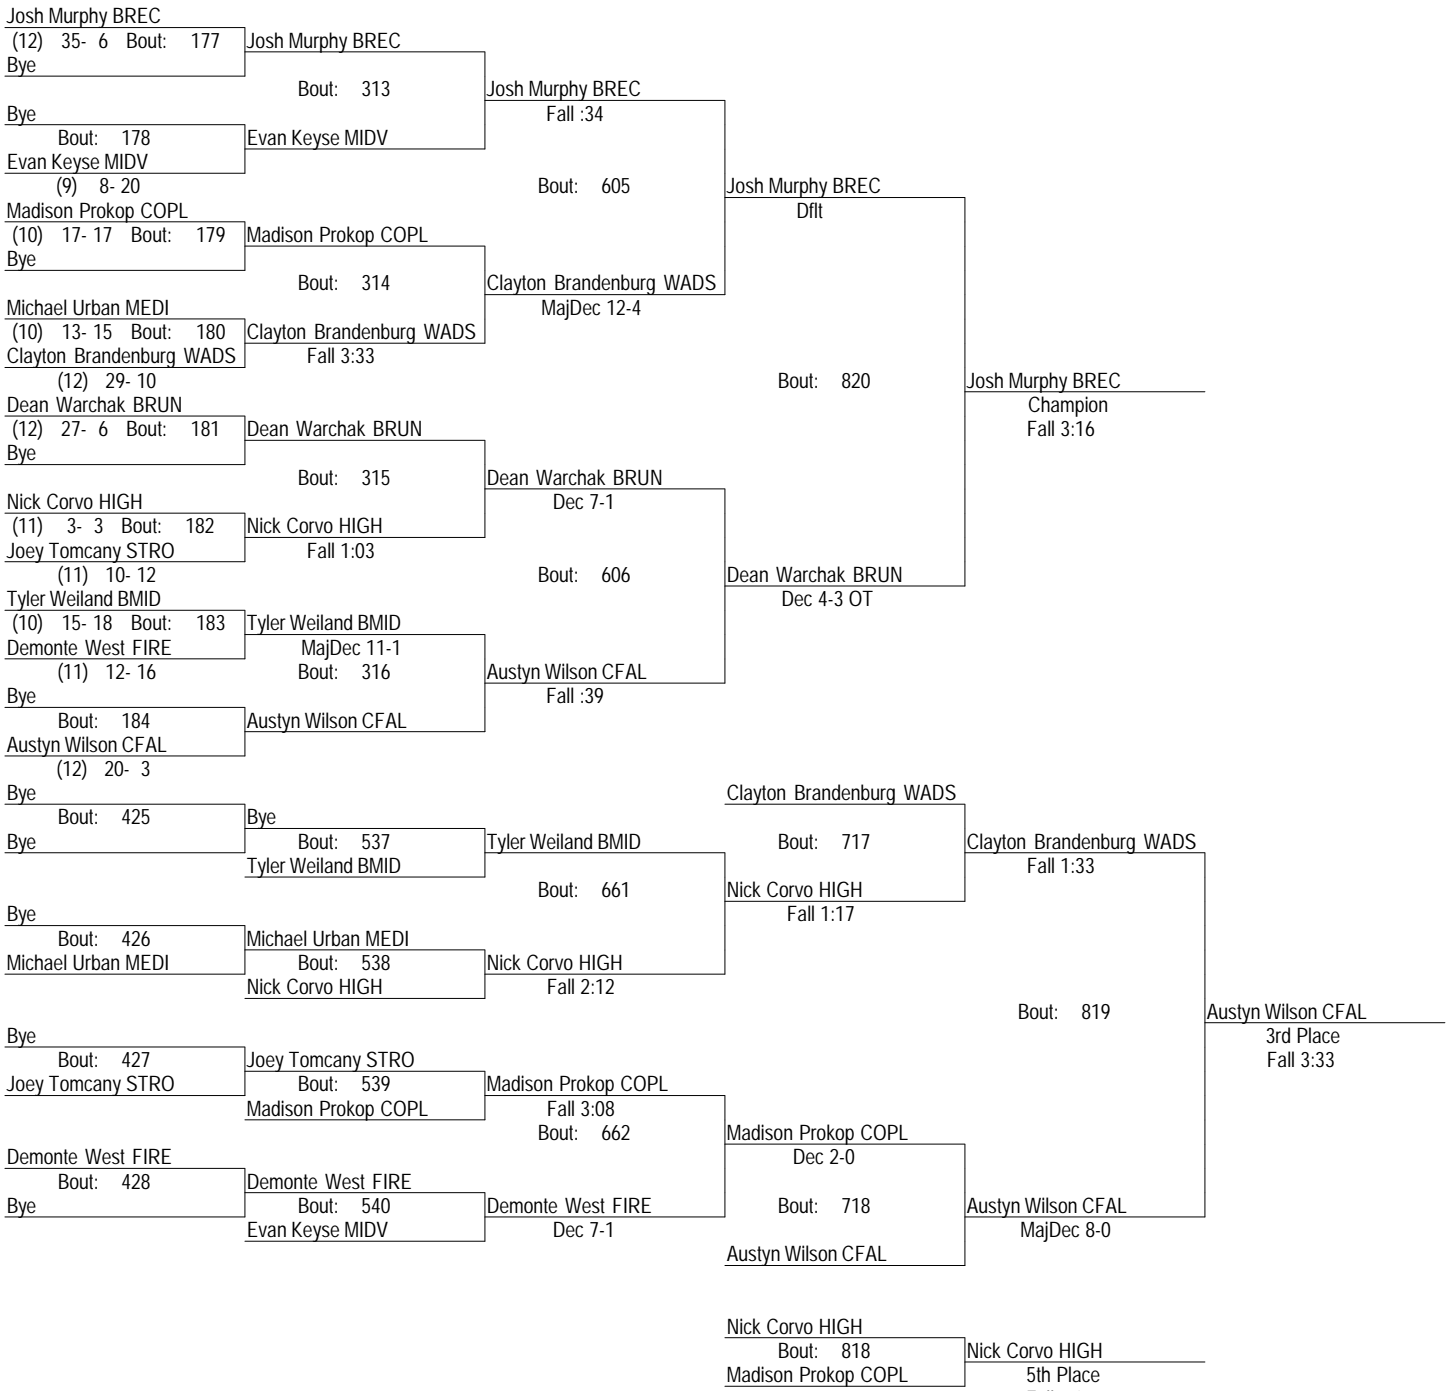 Josh Murphy BREC
(12) 35- 6 Bout: 177 Josh Murphy BREC
Bye
Bout: 313 Josh Murphy BREC
Bye Fall :34
Bout: 178 Evan Keyse MIDV
Evan Keyse MIDV
(9) 8- 20 Bout: 605 Josh Murphy BREC
Madison Prokop COPL Dflt
(10) 17- 17 Bout: 179 Madison Prokop COPL
Bye
Bout: 314 Clayton Brandenburg WADS
Michael Urban MEDI MajDec 12-4
(10) 13- 15 Bout: 180 Clayton Brandenburg WADS
Clayton Brandenburg WADS Fall 3:33
(12) 29- 10 Bout: 820 Josh Murphy BREC
Dean Warchak BRUN Champion
(12) 27- 6 Bout: 181 Dean Warchak BRUN Fall 3:16
Bye
Bout: 315 Dean Warchak BRUN
Nick Corvo HIGH Dec 7-1
(11) 3- 3 Bout: 182 Nick Corvo HIGH
Joey Tomcany STRO Fall 1:03
(11) 10- 12 Bout: 606 Dean Warchak BRUN
Tyler Weiland BMID Dec 4-3 OT
(10) 15- 18 Bout: 183 Tyler Weiland BMID
Demonte West FIRE MajDec 11-1
(11) 12- 16 Bout: 316 Austyn Wilson CFAL
Bye Fall :39
Bout: 184 Austyn Wilson CFAL
Austyn Wilson CFAL
(12) 20- 3
Bye Clayton Brandenburg WADS
Bout: 425 Bye
Bye Bout: 537 Tyler Weiland BMID Bout: 717 Clayton Brandenburg WADS
Tyler Weiland BMID Fall 1:33
Bout: 661 Nick Corvo HIGH
Bye Fall 1:17
Bout: 426 Michael Urban MEDI
Michael Urban MEDI Bout: 538 Nick Corvo HIGH
Nick Corvo HIGH Fall 2:12
Bout: 819 Austyn Wilson CFAL
Bye 3rd Place
Bout: 427 Joey Tomcany STRO Fall 3:33
Joey Tomcany STRO Bout: 539 Madison Prokop COPL
Madison Prokop COPL Fall 3:08
Bout: 662 Madison Prokop COPL
Demonte West FIRE Dec 2-0
Bout: 428 Demonte West FIRE
Bye Bout: 540 Demonte West FIRE Bout: 718 Austyn Wilson CFAL
Evan Keyse MIDV Dec 7-1 MajDec 8-0
Austyn Wilson CFAL
Nick Corvo HIGH
Bout: 818 Nick Corvo HIGH
Madison Prokop COPL 5th Place